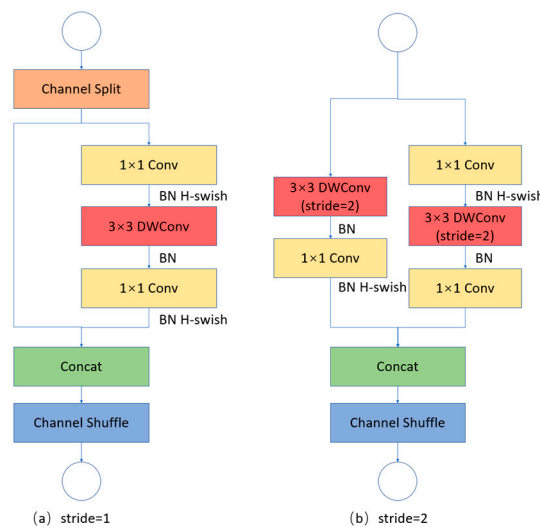 Channel Split
1×1 Conv
BN H-swish
3×3 DWConv
BN
1×1 Conv
BN H-swish
Concat
Channel Shuffle
(a) stride=1
3×3 DWConv
(stride=2)
BN
1×1 Conv
BN H-swish
1×1 Conv
BN H-swish
3×3 DWConv
(stride=2)
BN
1×1 Conv
Concat
Channel Shuffle
(b) stride=2